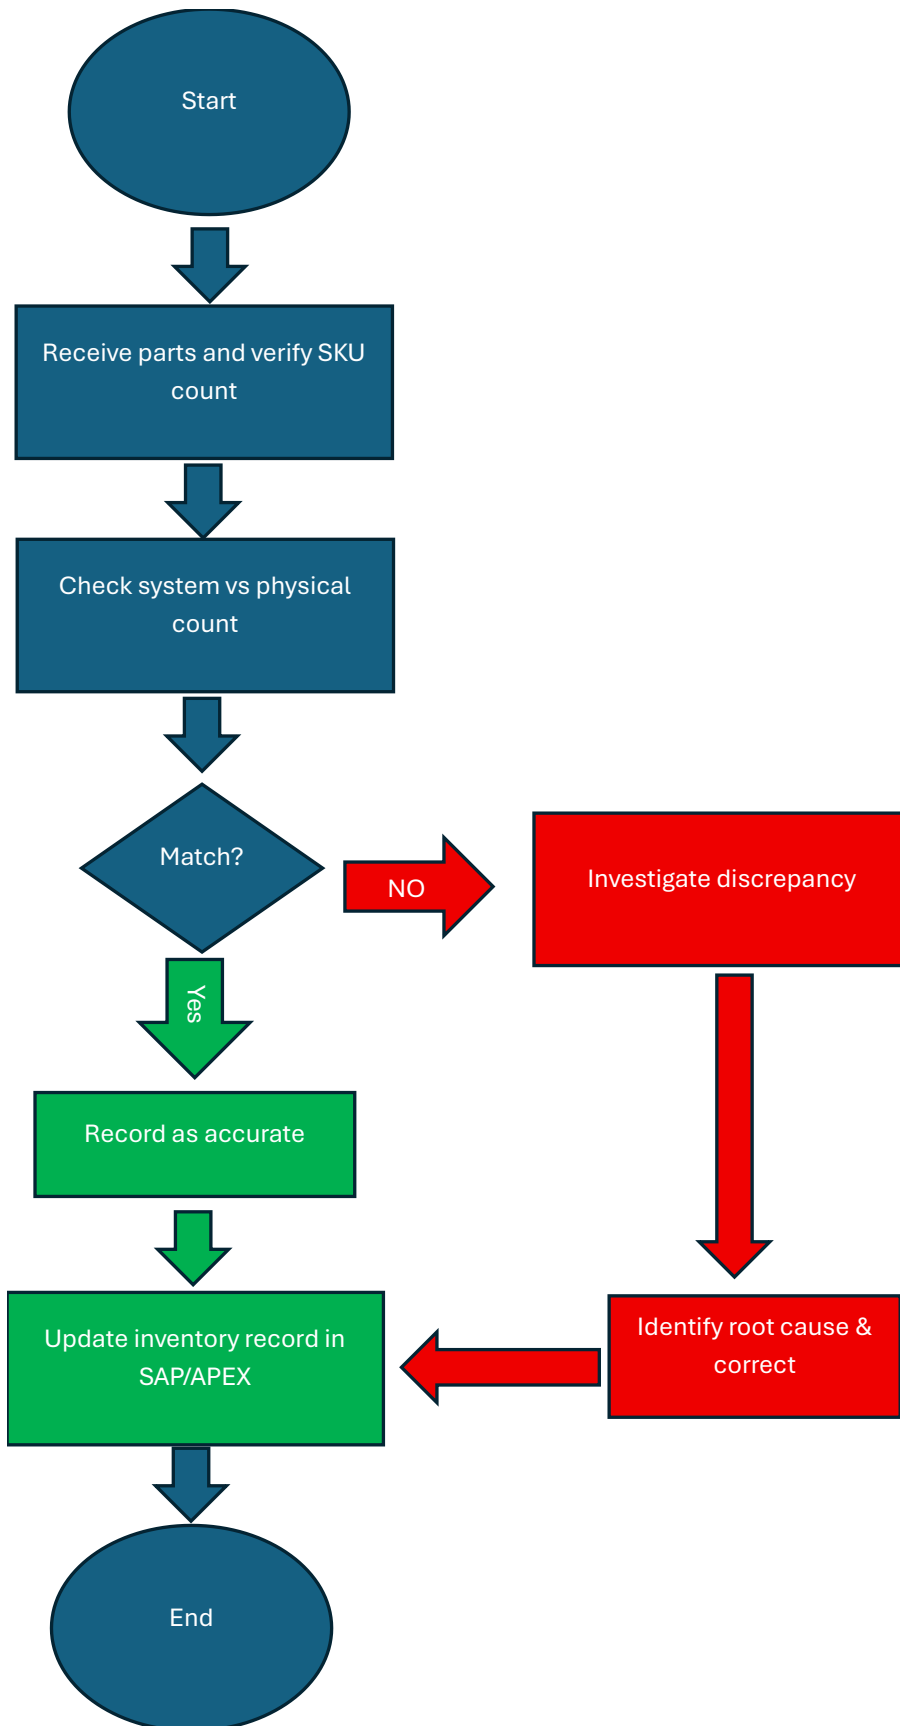 Start
Receive parts and verify SKU
count
Check system vs physical
count
Match?
NO
Investigate discrepancy
Yes
Record as accurate
Update inventory record in
SAP/APEX
Identify root cause &
correct
End